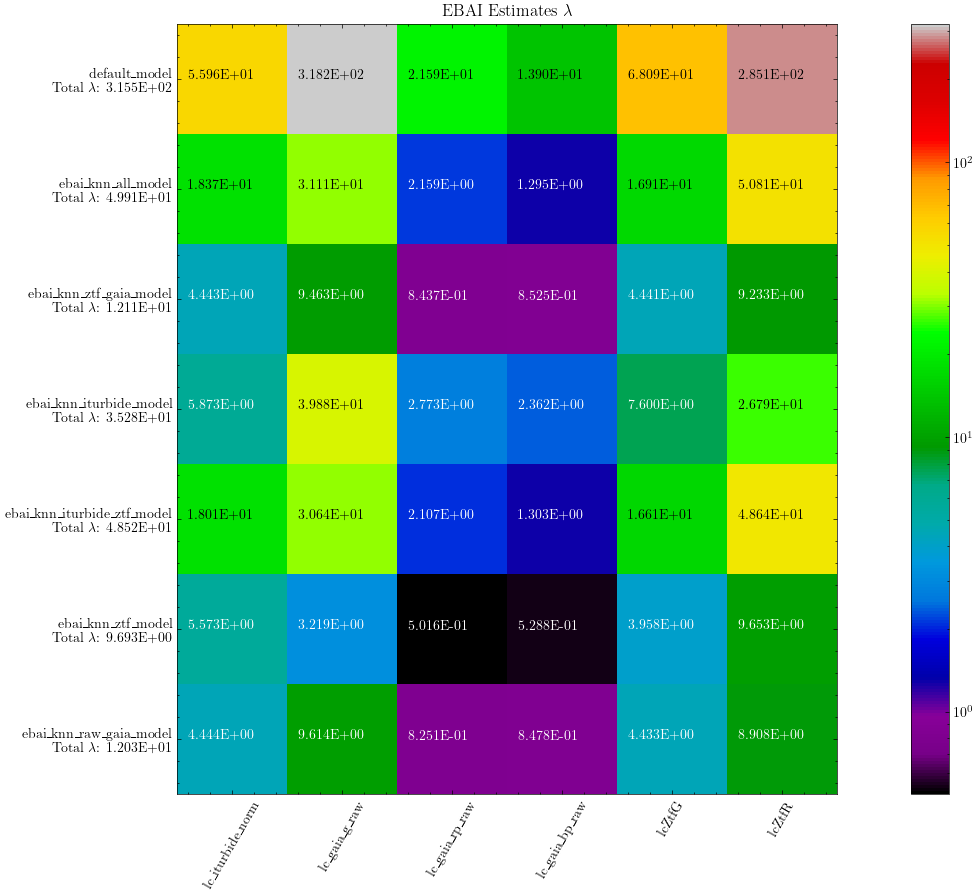 EBAI Estimates λ
default_model
Total λ: 3.155E+02
5.596E+01 3.182E+02 2.159E+01 1.390E+01 6.809E+01 2.851E+02
ebai_knn_all_model
Total λ: 4.991E+01
1.837E+01 3.111E+01 2.159E+00 1.295E+00 1.691E+01 5.081E+01
ebai_knn_ztf_gaia_model
Total λ: 1.211E+01
4.443E+00 9.463E+00 8.437E-01 8.525E-01 4.441E+00 9.233E+00
ebai_knn_iturbide_model
Total λ: 3.528E+01
5.873E+00 3.988E+01 2.773E+00 2.362E+00 7.600E+00 2.679E+01
ebai_knn_iturbide_ztf_model
Total λ: 4.852E+01
1.801E+01 3.064E+01 2.107E+00 1.303E+00 1.661E+01 4.864E+01
ebai_knn_ztf_model
Total λ: 9.693E+00
5.573E+00 3.219E+00 5.016E-01 5.288E-01 3.958E+00 9.653E+00
ebai_knn_raw_gaia_model
Total λ: 1.203E+01
4.444E+00 9.614E+00 8.251E-01 8.478E-01 4.433E+00 8.908E+00
lc_iturbide_norm
lc_gaia_g_raw
lc_gaia_rp_raw
lc_gaia_bp_raw
lcZtfG
lcZtfR
10²
10¹
10⁰